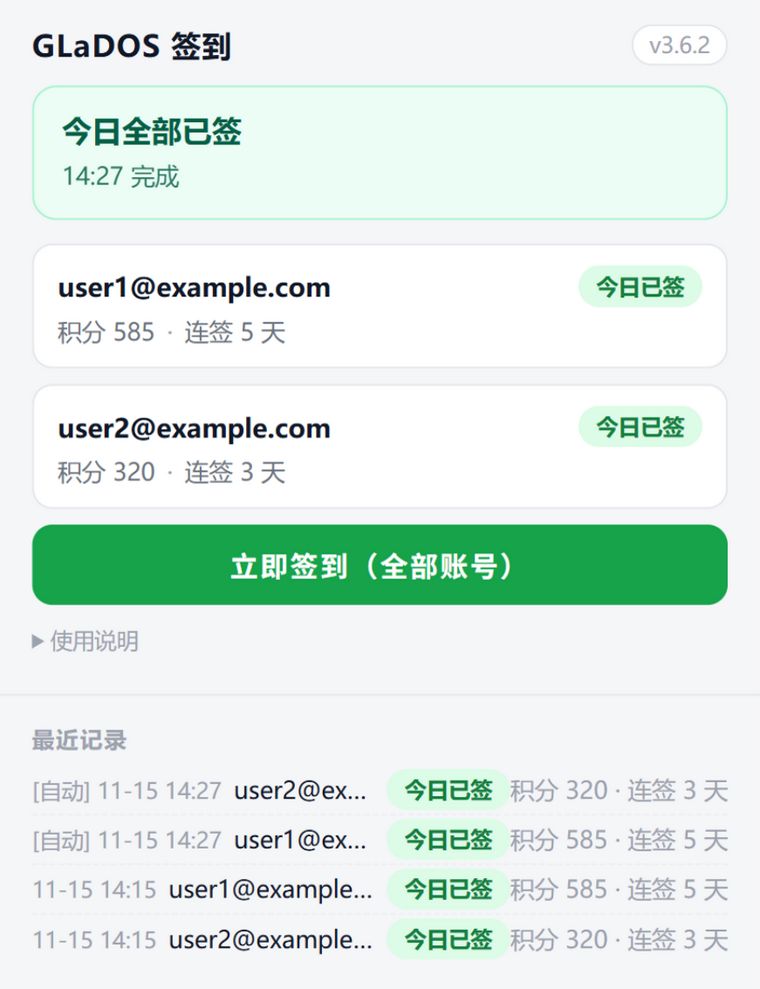 GLaDOS 签到 v3.6.2
今日全部已签
14:27 完成
user1@example.com 今日已签
积分 585 · 连签 5 天
user2@example.com 今日已签
积分 320 · 连签 3 天
立即签到（全部账号）
▶ 使用说明
最近记录
[自动] 11-15 14:27 user2@ex... 今日已签 积分 320 · 连签 3 天
[自动] 11-15 14:27 user1@ex... 今日已签 积分 585 · 连签 5 天
11-15 14:15 user1@example... 今日已签 积分 585 · 连签 5 天
11-15 14:15 user2@example... 今日已签 积分 320 · 连签 3 天